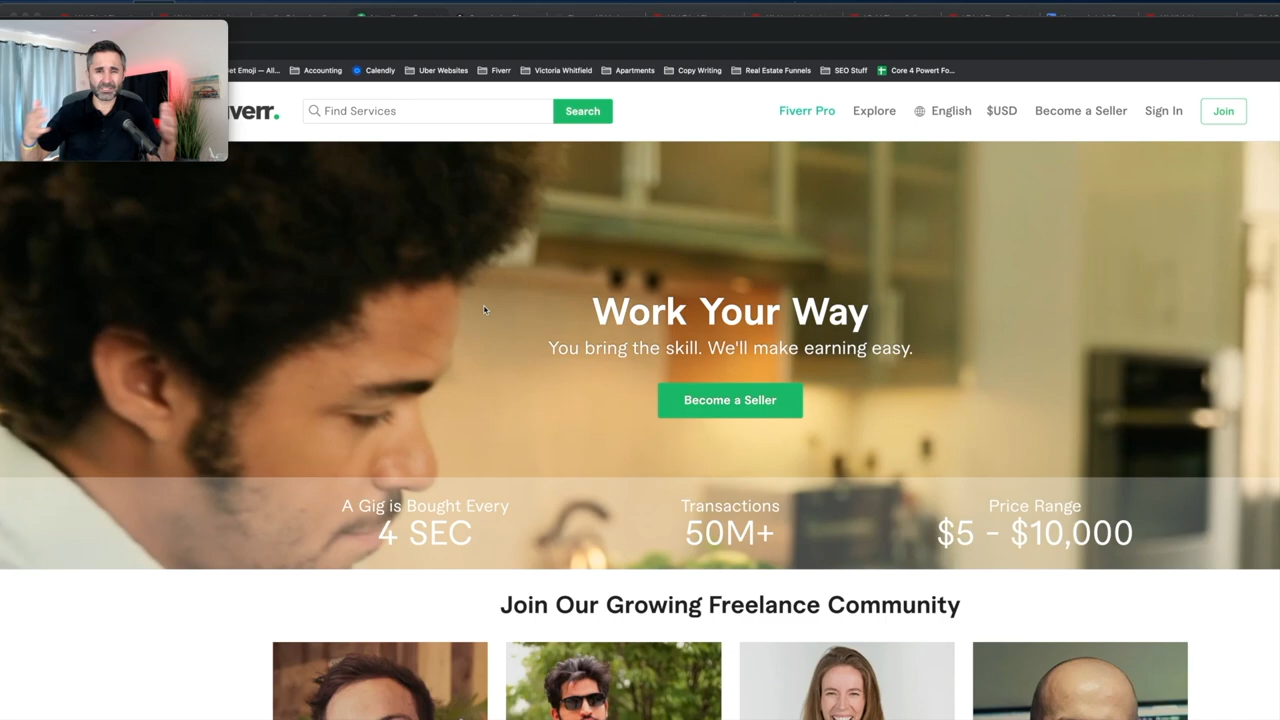 et Emoji — All... Accounting Calendly Uber Websites Fiverr Victoria Whitfield Apartments Copy Writing Real Estate Funnels SEO Stuff Core 4 Powert Fo...
iverr. Find Services Search Fiverr Pro Explore English $USD Become a Seller Sign In Join
Work Your Way
You bring the skill. We'll make earning easy.
Become a Seller
A Gig is Bought Every Transactions Price Range
4 SEC 50M+ $5 - $10,000
Join Our Growing Freelance Community